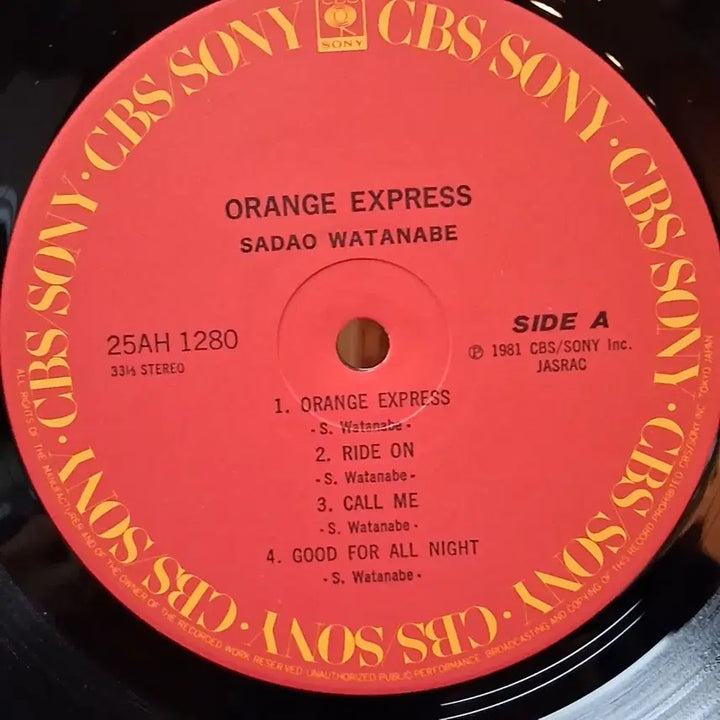 CBS
SONY
CBS/SONY · CBS/SONY · CBS/SONY · CBS/SONY · CBS/SONY · CBS/SONY · CBS/SONY · CBS/SONY
ORANGE EXPRESS
SADAO WATANABE
25AH 1280
33⅓ STEREO
SIDE A
Ⓟ 1981 CBS/SONY Inc.
JASRAC
1. ORANGE EXPRESS
- S. Watanabe -
2. RIDE ON
- S. Watanabe -
3. CALL ME
- S. Watanabe -
4. GOOD FOR ALL NIGHT
- S. Watanabe -
ALL RIGHTS OF THE MANUFACTURER AND OF THE OWNER OF THE RECORDED WORK RESERVED UNAUTHORIZED PUBLIC PERFORMANCE BROADCASTING AND COPYING OF THIS RECORD PROHIBITED CBS/SONY INC. TOKYO JAPAN